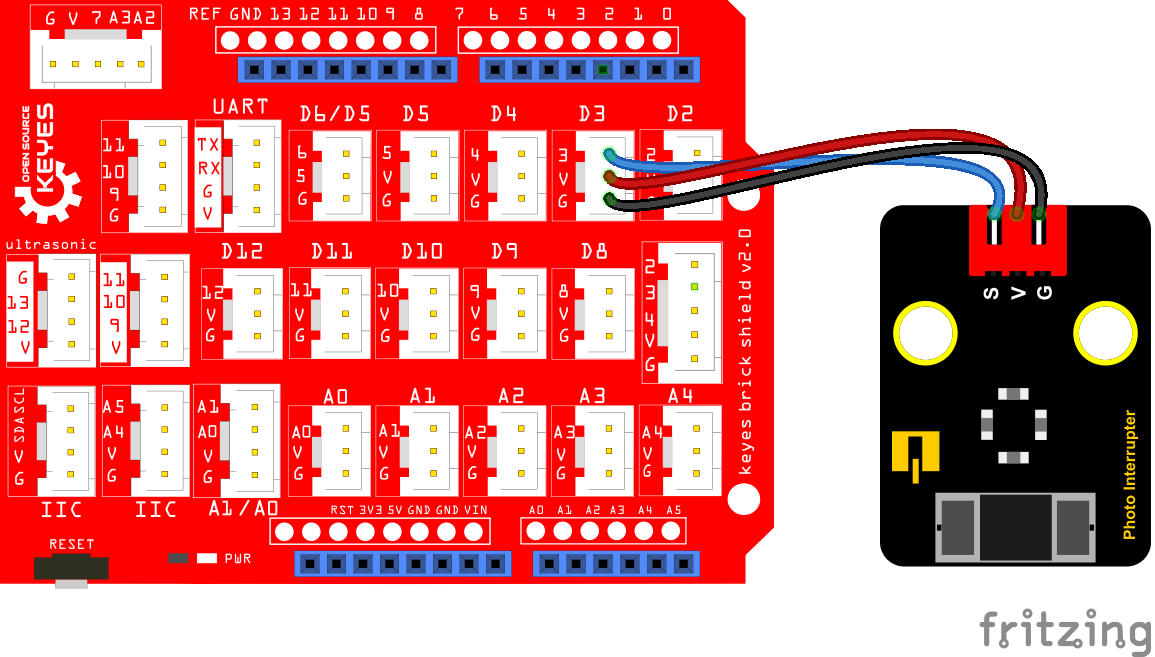 G V 7 A3A2
REF GND 13 12 11 10 9 8 7 6 5 4 3 2 1 0
OPEN SOURCE
KEYES
UART
D6/D5
D5
D4
D3
D2
11
10
9
G
TX
RX
G
V
6
5
G
5
V
G
4
V
G
3
V
G
2
ultrasonic
D12
D11
D10
D9
D8
G
13
12
V
11
10
9
V
12
V
G
11
V
G
10
V
G
9
V
G
8
V
G
2
3
4
V
G
keyes brick shield v2.0
A0
A1
A2
A3
A4
SCL
SDA
V
G
A5
A4
V
G
A1
A0
V
G
A0
V
G
A1
V
G
A2
V
G
A3
V
G
A4
V
G
IIC
IIC
A1/A0
RST 3V3 5V GND GND VIN
A0 A1 A2 A3 A4 A5
RESET
PWR
S
V
G
Photo Interrupter
fritzing